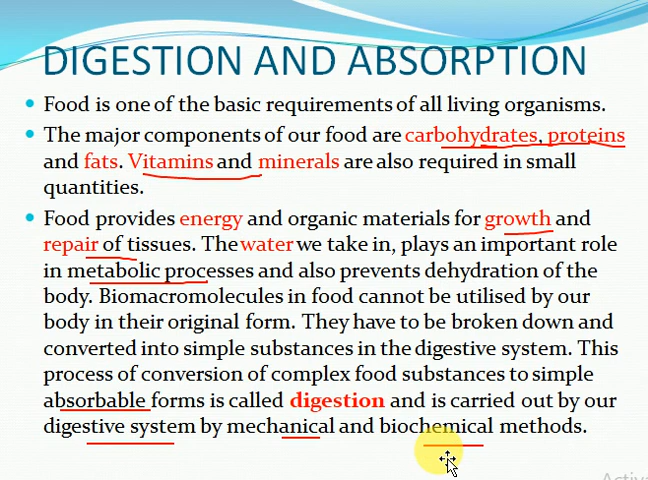 DIGESTION AND ABSORPTION
Food is one of the basic requirements of all living organisms.
The major components of our food are carbohydrates, proteins
and fats. Vitamins and minerals are also required in small
quantities.
Food provides energy and organic materials for growth and
repair of tissues. The water we take in, plays an important role
in metabolic processes and also prevents dehydration of the
body. Biomacromolecules in food cannot be utilised by our
body in their original form. They have to be broken down and
converted into simple substances in the digestive system. This
process of conversion of complex food substances to simple
absorbable forms is called digestion and is carried out by our
digestive system by mechanical and biochemical methods.